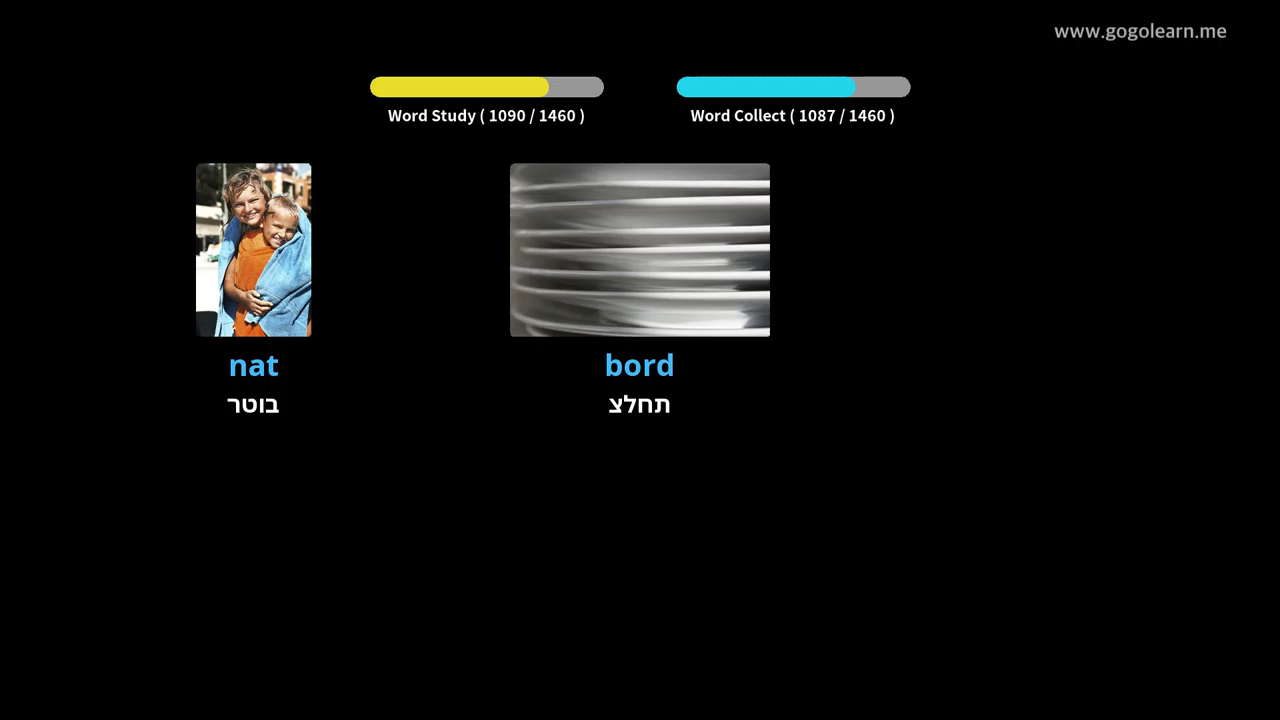 www.gogolearn.me
Word Study ( 1090 / 1460 )
Word Collect ( 1087 / 1460 )
nat
בוטר
bord
תחלצ